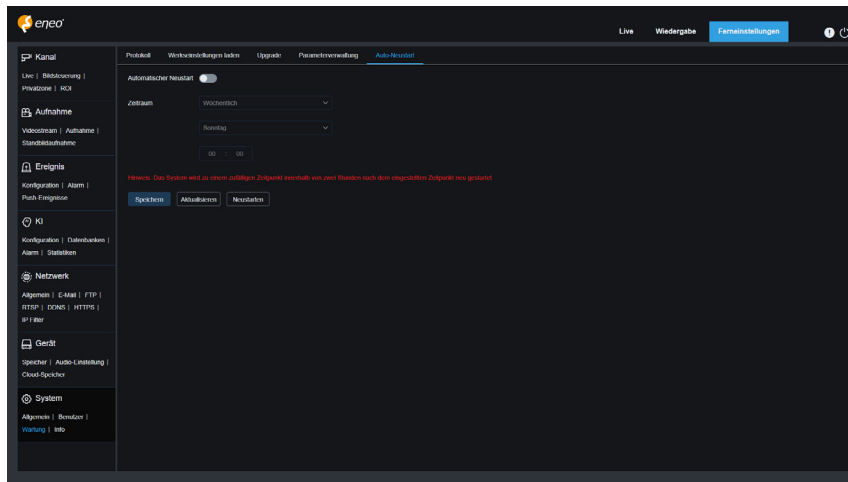 eneo
Live Wiedergabe Ferneinstellungen
Kanal
Live | Bildsteuerung |
Privatzone | ROI
Aufnahme
Videostream | Aufnahme |
Standbildaufnahme
Ereignis
Konfiguration | Alarm |
Push-Ereignisse
KI
Konfiguration | Datenbanken |
Alarm | Statistiken
Netzwerk
Allgemein | E-Mail | FTP |
RTSP | DDNS | HTTPS |
IP Filter
Gerät
Speicher | Audio-Einstellung |
Cloud-Speicher
System
Allgemein | Benutzer |
Wartung | Info
Protokoll Werkseinstellungen laden Upgrade Parameterverwaltung Auto-Neustart
Automatischer Neustart
Zeitraum Wöchentlich
Sonntag
00 : 00
Hinweis: Das System wird zu einem zufälligen Zeitpunkt innerhalb von zwei Stunden nach dem eingestellten Zeitpunkt neu gestartet
Speichern Aktualisieren Neustarten